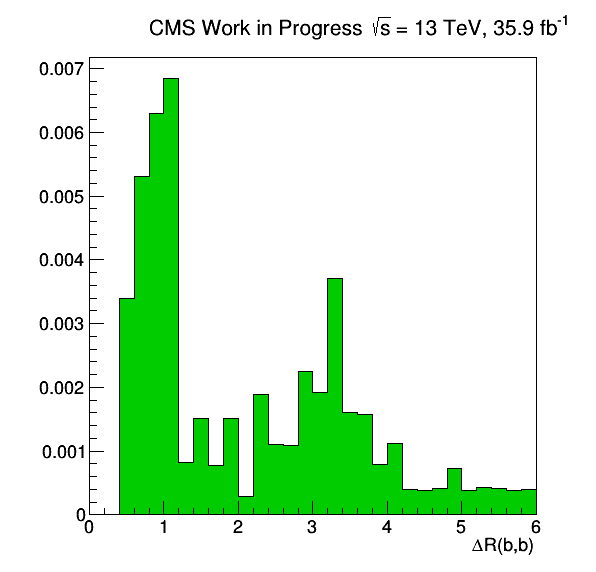 CMS Work in Progress √s = 13 TeV, 35.9 fb⁻¹
0.007
0.006
0.005
0.004
0.003
0.002
0.001
0
0 1 2 3 4 5 6
ΔR(b,b)